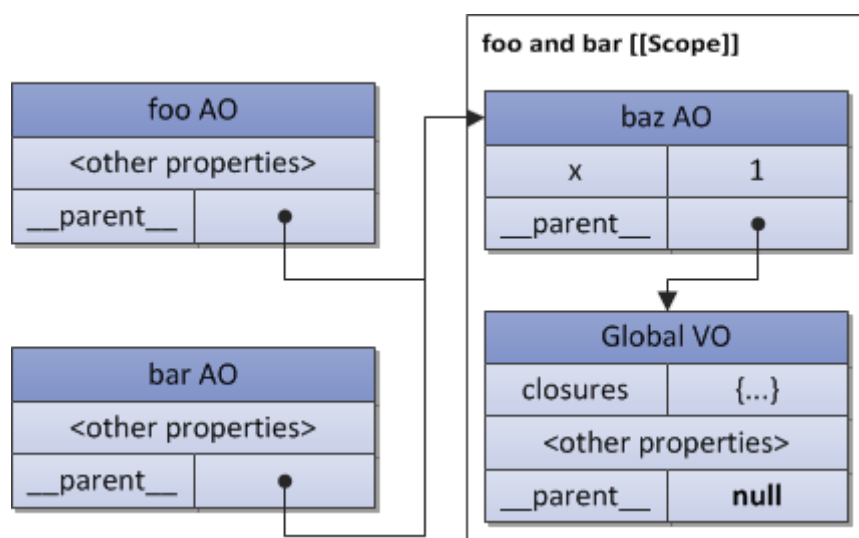 foo and bar [[Scope]]
foo AO
<other properties>
__parent__
bar AO
<other properties>
__parent__
baz AO
x 1
__parent__
Global VO
closures {...}
<other properties>
__parent__ null